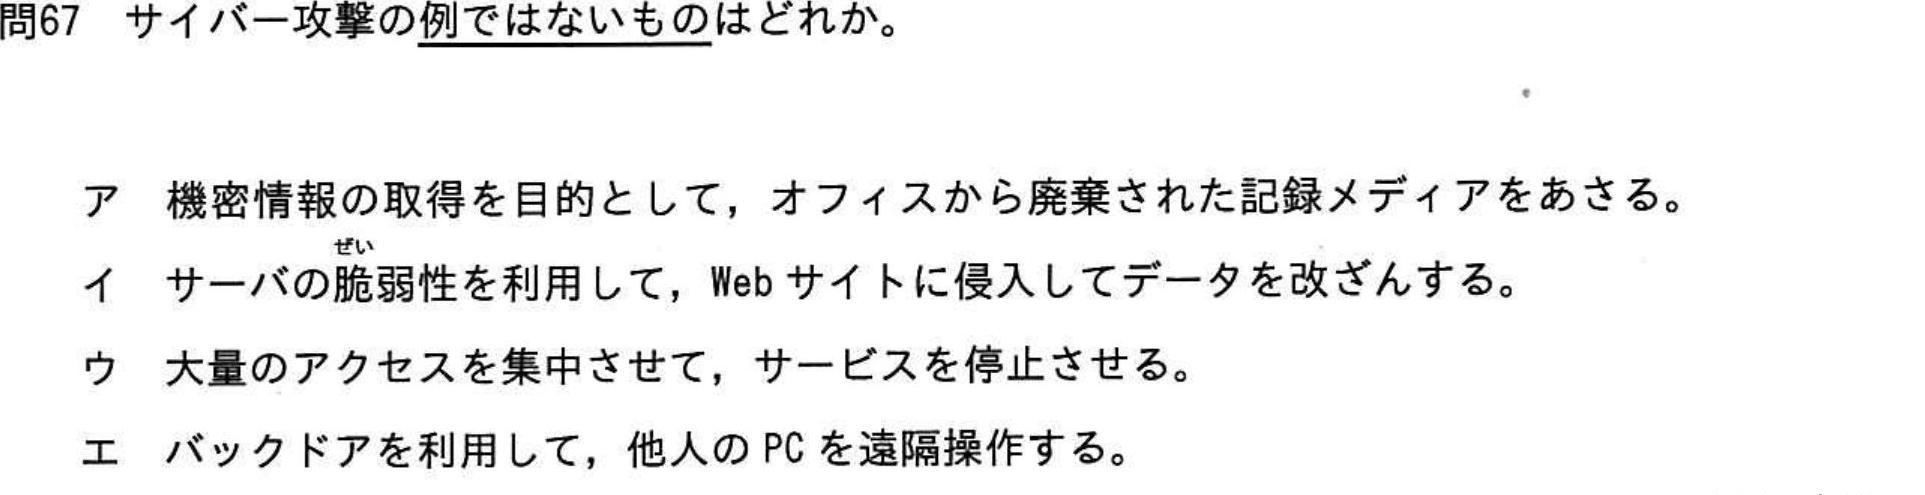 問67　サイバー攻撃の例ではないものはどれか。
ア　機密情報の取得を目的として，オフィスから廃棄された記録メディアをあさる。
ぜい
イ　サーバの脆弱性を利用して，Web サイトに侵入してデータを改ざんする。
ウ　大量のアクセスを集中させて，サービスを停止させる。
エ　バックドアを利用して，他人の PC を遠隔操作する。